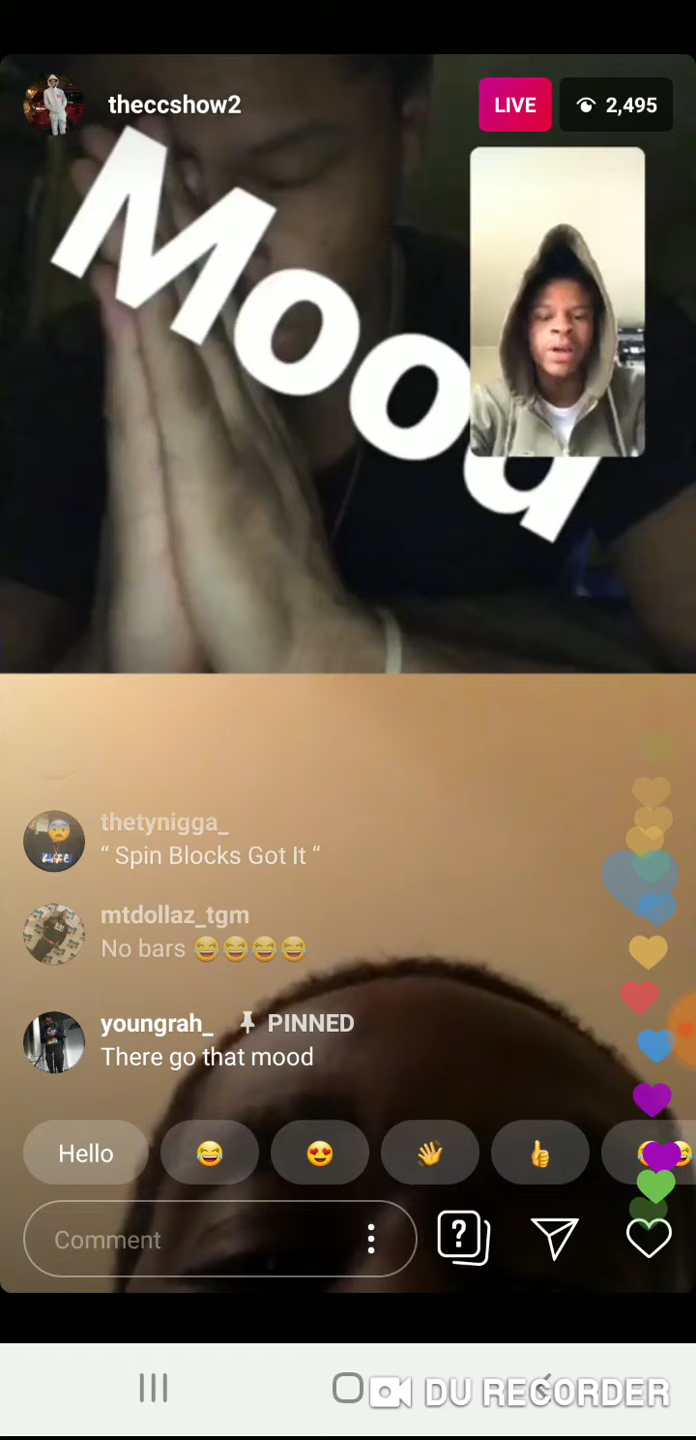 theccshow2
LIVE
2,495
Mood
thetynigga_
“ Spin Blocks Got It “
mtdollaz_tgm
No bars 😂😂😂😂
youngrah_ PINNED
There go that mood
Hello
Comment
DU RECORDER